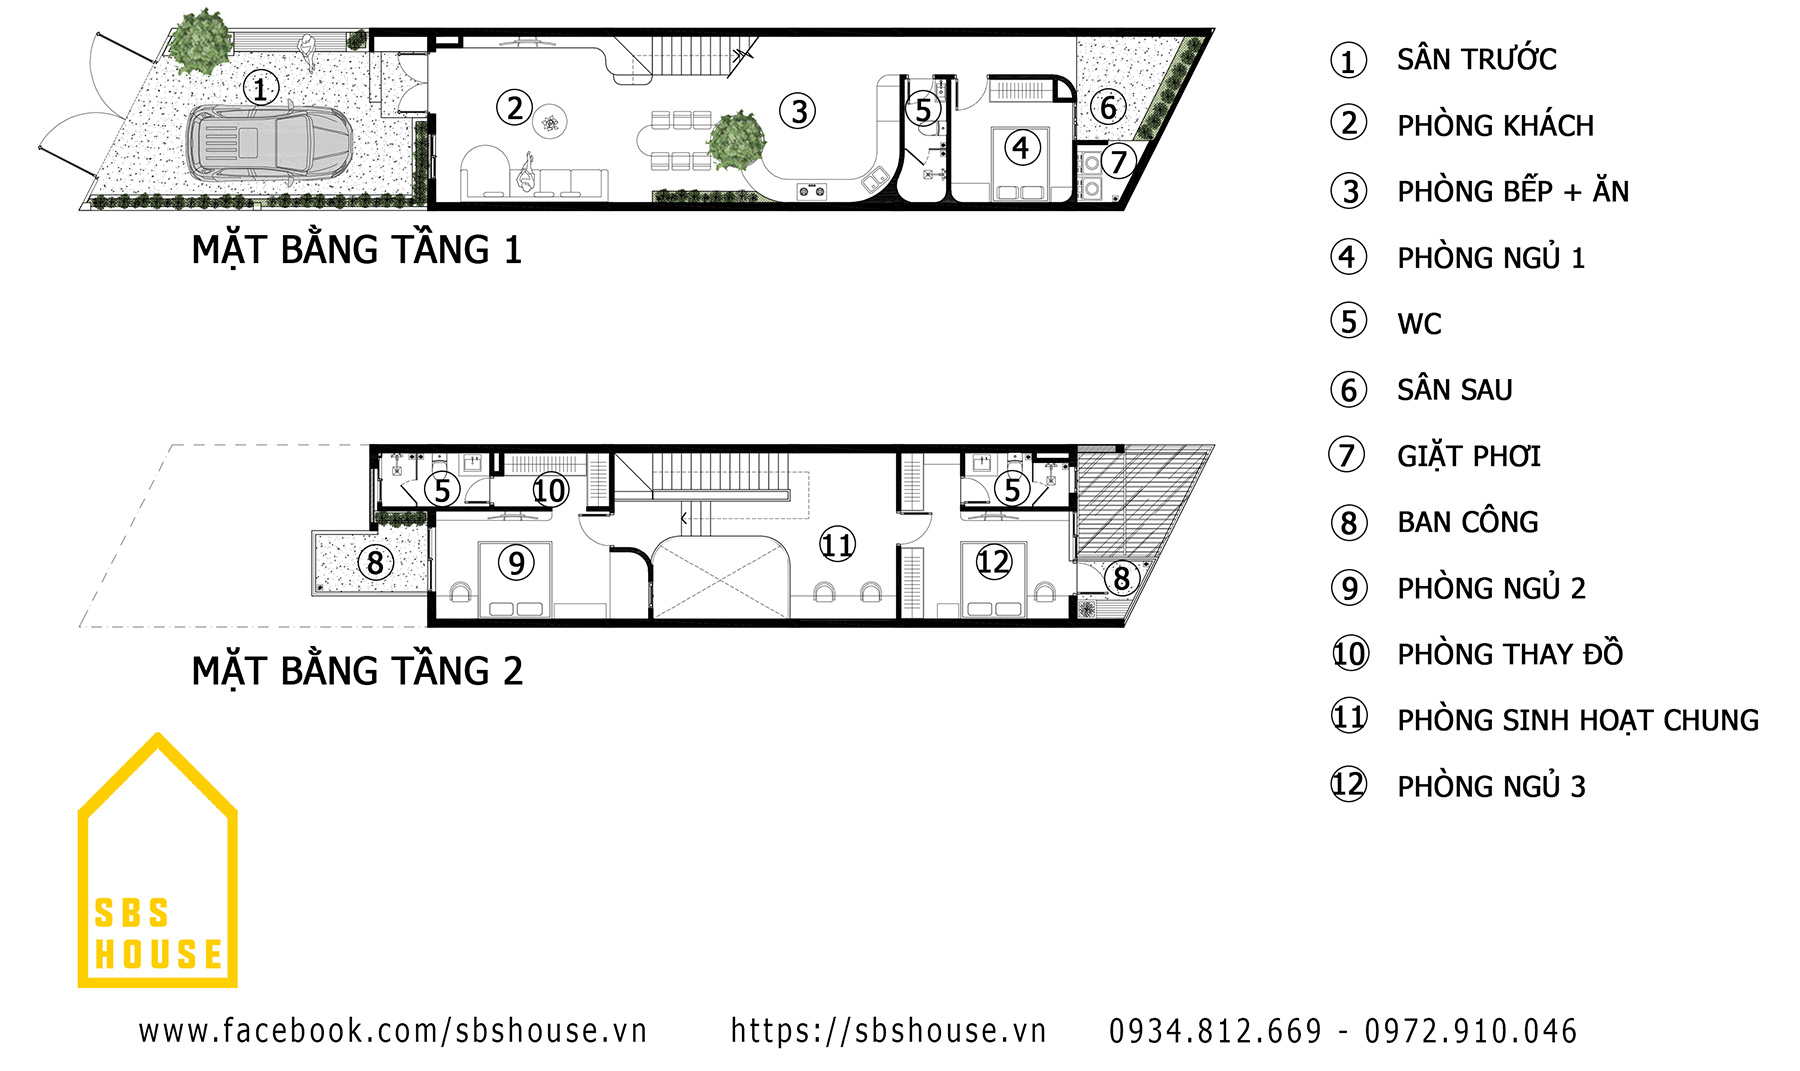 1
2
3
4
5
6
7
MẶT BẰNG TẦNG 1
5
10
9
8
11
5
12
8
MẶT BẰNG TẦNG 2
1 SÂN TRƯỚC
2 PHÒNG KHÁCH
3 PHÒNG BẾP + ĂN
4 PHÒNG NGỦ 1
5 WC
6 SÂN SAU
7 GIẶT PHƠI
8 BAN CÔNG
9 PHÒNG NGỦ 2
10 PHÒNG THAY ĐỒ
11 PHÒNG SINH HOẠT CHUNG
12 PHÒNG NGỦ 3
SBS
HOUSE
www.facebook.com/sbshouse.vn https://sbshouse.vn 0934.812.669 - 0972.910.046